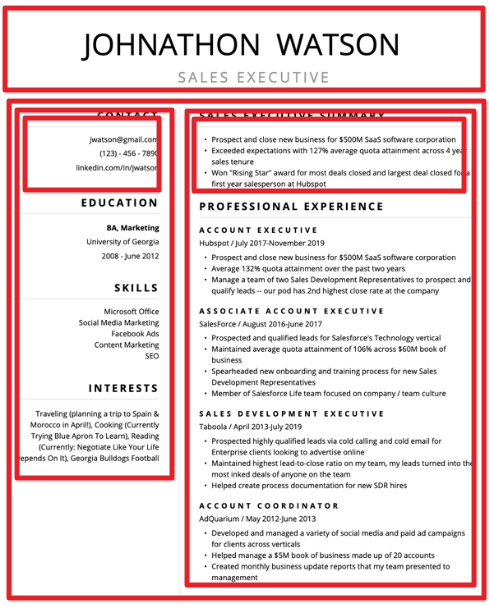 JOHNATHON WATSON
SALES EXECUTIVE
CONTACT
jwatson@gmail.com
(123) - 456 - 7890
linkedin.com/in/jwatson
EDUCATION
BA, Marketing
University of Georgia
2008 - June 2012
SKILLS
Microsoft Office
Social Media Marketing
Facebook Ads
Content Marketing
SEO
INTERESTS
Traveling (planning a trip to Spain &
Morocco in April!), Cooking (Currently
Trying Blue Apron To Learn), Reading
(Currently: Negotiate Like Your Life
Depends On It), Georgia Bulldogs Football
SALES EXECUTIVE SUMMARY
• Prospect and close new business for $500M SaaS software corporation
• Exceeded expectations with 127% average quota attainment across 4 year
sales tenure
• Won "Rising Star" award for most deals closed and largest deal closed for a
first year salesperson at Hubspot
PROFESSIONAL EXPERIENCE
ACCOUNT EXECUTIVE
Hubspot / July 2017-November 2019
• Prospect and close new business for $500M SaaS software corporation
• Average 132% quota attainment over the past two years
• Manage a team of two Sales Development Representatives to prospect and
qualify leads -- our pod has 2nd highest close rate at the company
ASSOCIATE ACCOUNT EXECUTIVE
SalesForce / August 2016-June 2017
• Prospected and qualified leads for Salesforce's Technology vertical
• Maintained average quota attainment of 106% across $60M book of
business
• Spearheaded new onboarding and training process for new Sales
Development Representatives
• Member of Salesforce Life team focused on company / team culture
SALES DEVELOPMENT EXECUTIVE
Taboola / April 2013-July 2019
• Prospected highly qualified leads via cold calling and cold email for
Enterprise clients looking to advertise online
• Maintained highest lead-to-close ratio on my team, my leads turned into the
most inked deals of anyone on the team
• Helped create process documentation for new SDR hires
ACCOUNT COORDINATOR
AdQuarium / May 2012-June 2013
• Developed and managed a variety of social media and paid ad campaigns
for clients across verticals
• Helped manage a $5M book of business made up of 20 accounts
• Created monthly business update reports that my team presented to
management